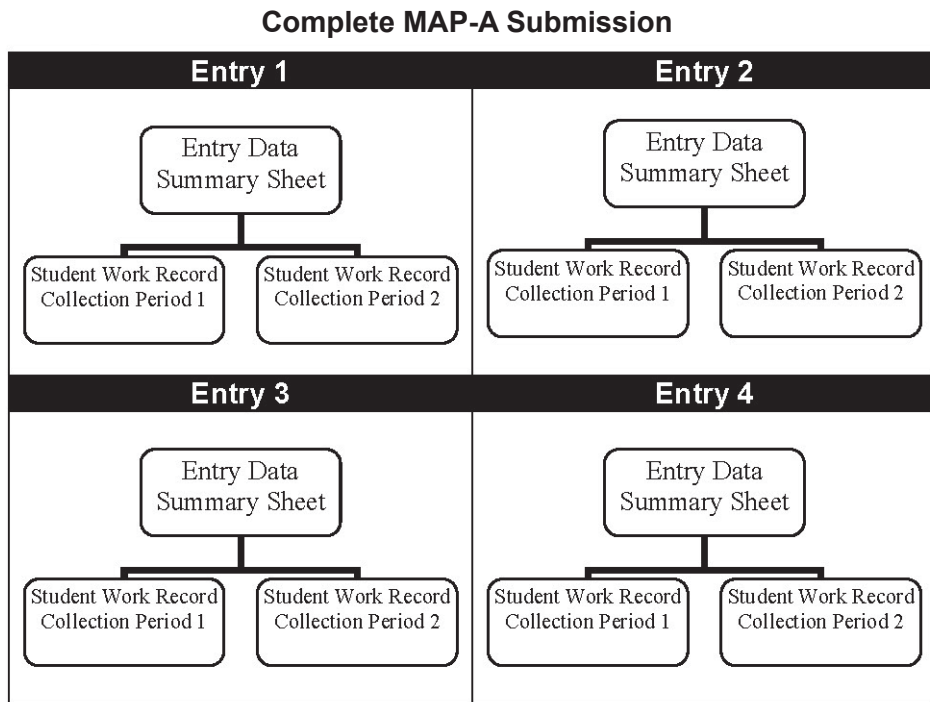 Complete MAP-A Submission
Entry 1
Entry Data
Summary Sheet
Student Work Record
Collection Period 1
Student Work Record
Collection Period 2
Entry 2
Entry Data
Summary Sheet
Student Work Record
Collection Period 1
Student Work Record
Collection Period 2
Entry 3
Entry Data
Summary Sheet
Student Work Record
Collection Period 1
Student Work Record
Collection Period 2
Entry 4
Entry Data
Summary Sheet
Student Work Record
Collection Period 1
Student Work Record
Collection Period 2